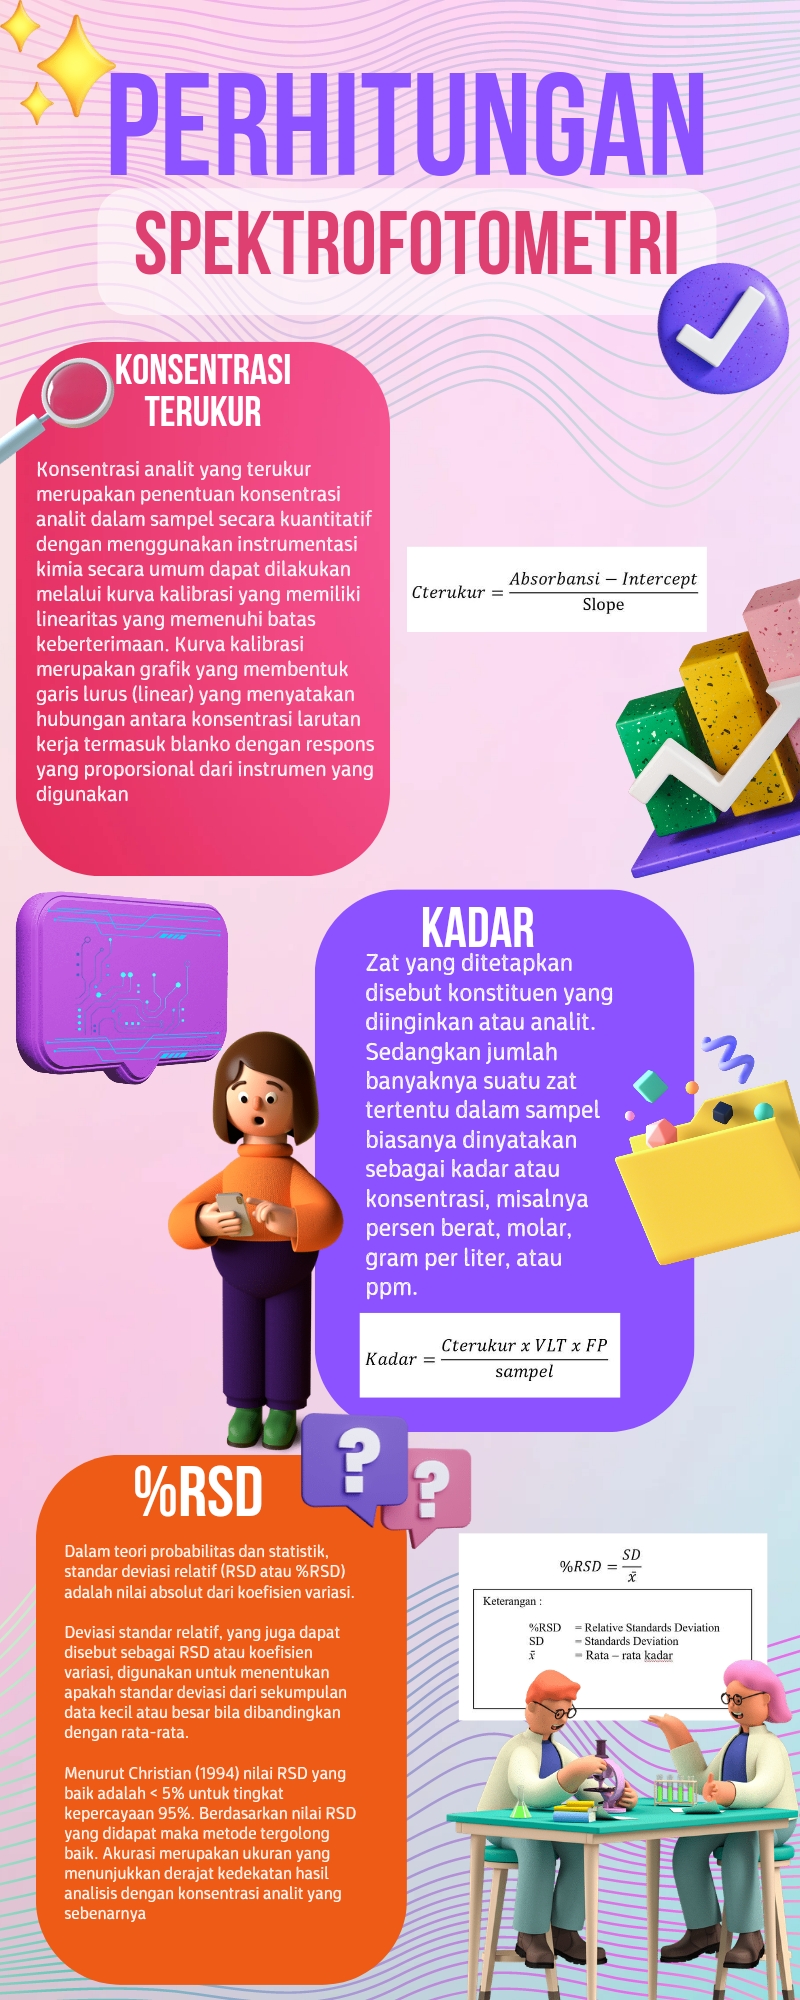 PERHITUNGAN
SPEKTROFOTOMETRI
KONSENTRASI
TERUKUR
Konsentrasi analit yang terukur
merupakan penentuan konsentrasi
analit dalam sampel secara kuantitatif
dengan menggunakan instrumentasi
kimia secara umum dapat dilakukan
melalui kurva kalibrasi yang memiliki
linearitas yang memenuhi batas
keberterimaan. Kurva kalibrasi
merupakan grafik yang membentuk
garis lurus (linear) yang menyatakan
hubungan antara konsentrasi larutan
kerja termasuk blanko dengan respons
yang proporsional dari instrumen yang
digunakan
Cterukur = Absorbansi − Intercept
Slope
KADAR
Zat yang ditetapkan
disebut konstituen yang
diinginkan atau analit.
Sedangkan jumlah
banyaknya suatu zat
tertentu dalam sampel
biasanya dinyatakan
sebagai kadar atau
konsentrasi, misalnya
persen berat, molar,
gram per liter, atau
ppm.
Kadar = Cterukur x VLT x FP
sampel
? ?
%RSD
Dalam teori probabilitas dan statistik,
standar deviasi relatif (RSD atau %RSD)
adalah nilai absolut dari koefisien variasi.
Deviasi standar relatif, yang juga dapat
disebut sebagai RSD atau koefisien
variasi, digunakan untuk menentukan
apakah standar deviasi dari sekumpulan
data kecil atau besar bila dibandingkan
dengan rata-rata.
Menurut Christian (1994) nilai RSD yang
baik adalah < 5% untuk tingkat
kepercayaan 95%. Berdasarkan nilai RSD
yang didapat maka metode tergolong
baik. Akurasi merupakan ukuran yang
menunjukkan derajat kedekatan hasil
analisis dengan konsentrasi analit yang
sebenarnya
%RSD = SD
x̄
Keterangan :
%RSD = Relative Standards Deviation
SD = Standards Deviation
x̄ = Rata – rata kadar